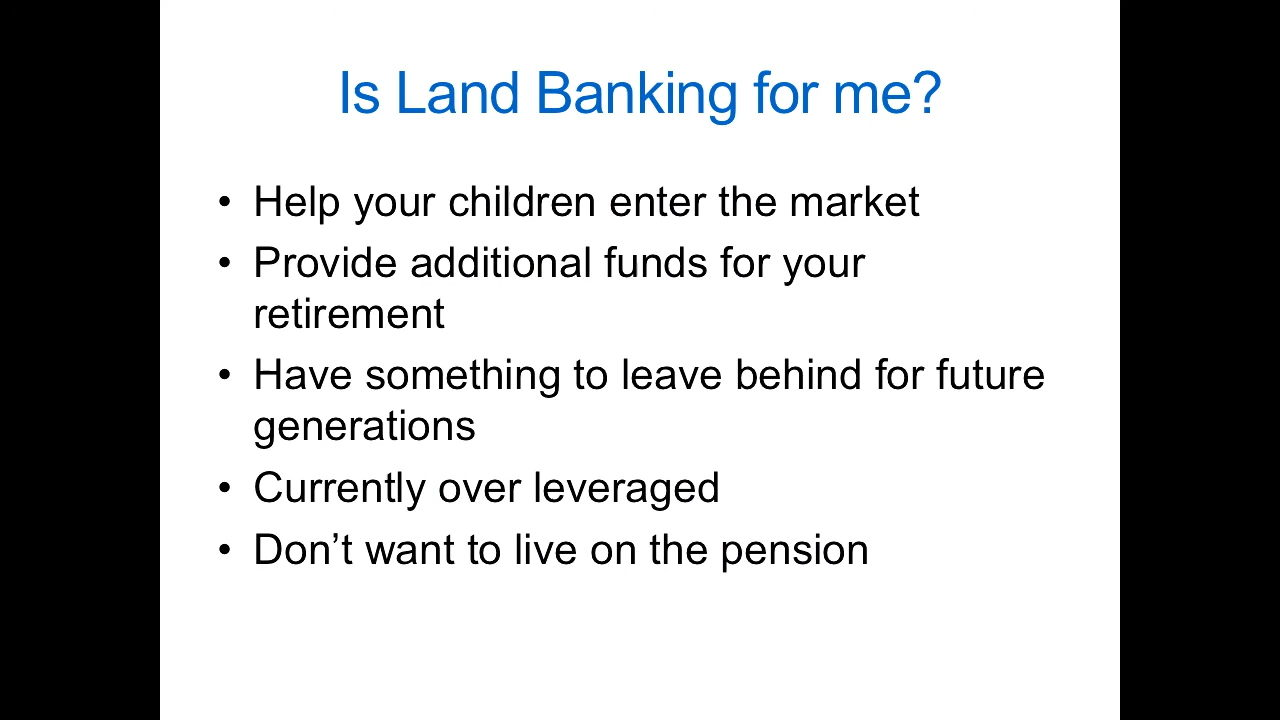 Is Land Banking for me?
• Help your children enter the market
• Provide additional funds for your
retirement
• Have something to leave behind for future
generations
• Currently over leveraged
• Don’t want to live on the pension